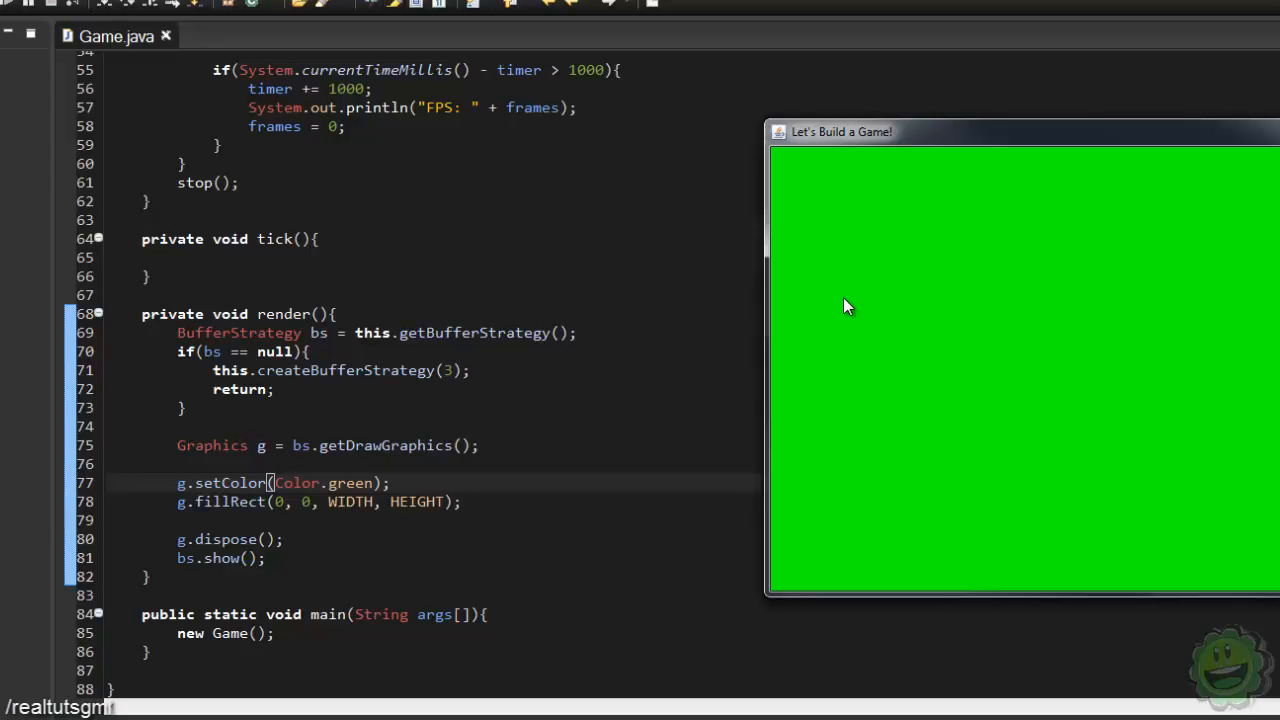 Game.java
54
55 if(System.currentTimeMillis() - timer > 1000){
56 timer += 1000;
57 System.out.println("FPS: " + frames);
58 frames = 0;
59 }
60 }
61 stop();
62 }
63
64 private void tick(){
65
66 }
67
68 private void render(){
69 BufferStrategy bs = this.getBufferStrategy();
70 if(bs == null){
71 this.createBufferStrategy(3);
72 return;
73 }
74
75 Graphics g = bs.getDrawGraphics();
76
77 g.setColor(Color.green);
78 g.fillRect(0, 0, WIDTH, HEIGHT);
79
80 g.dispose();
81 bs.show();
82 }
83
84 public static void main(String args[]){
85 new Game();
86 }
87
88 }
Let's Build a Game!
/realtutsgml